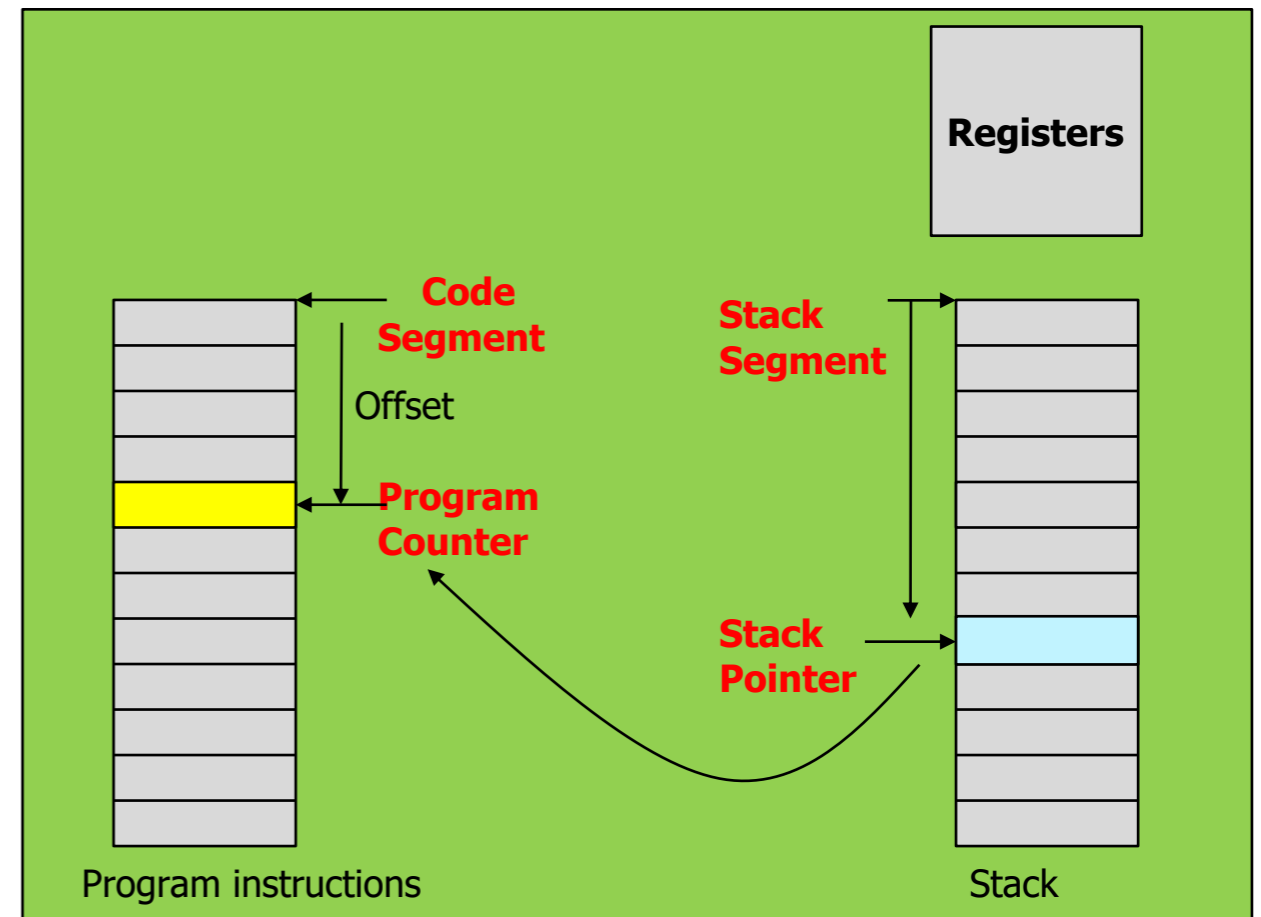 Registers
Code
Segment
Stack
Segment
Offset
Program
Counter
Stack
Pointer
Program instructions
Stack